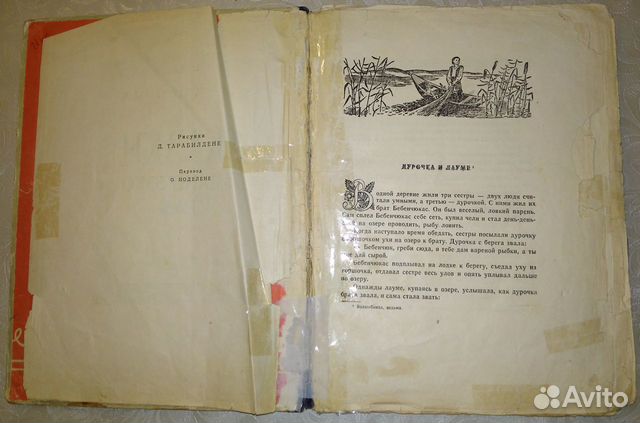 Рисунки
Д. ТАРАБИЛДЕНЕ
Перевод
О. ИОДЕЛЕНЕ
ДУРОЧКА И ЛАУМЕ¹
В одной деревне жили три сестры — двух люди счи-
тали умными, а третью — дурочкой. С ними жил их
брат Бебенчюкас. Он был веселый, ловкий парень.
Сам сплел Бебенчюкас себе сеть, купил челн и стал день-день-
на озере проводить, рыбу ловить.
Когда наступало время обедать, сестры посылали дурочку
ухи на озеро к брату. Дурочка с берега звала:
Бебенчюк, греби сюда, я тебе дам вареной рыбки, а ты
мне дай сырой.
Бебенчюкас подплывал на лодке к берегу, съедал уху из
горшочка, отдавал сестре весь улов и опять уплывал дальше
по озеру.
Однажды лауме, купаясь в озере, услышала, как дурочка
брата звала, и сама стала звать:
¹ Волшебница, ведьма.
Avito